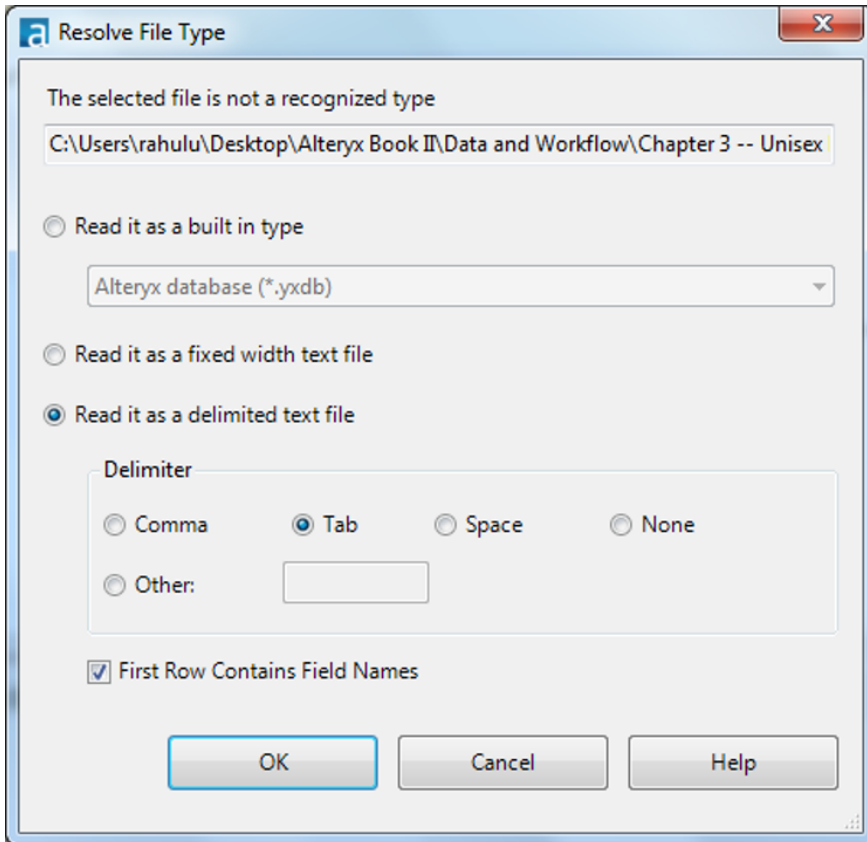 Resolve File Type
The selected file is not a recognized type
C:\Users\rahulu\Desktop\Alteryx Book II\Data and Workflow\Chapter 3 -- Unisex
Read it as a built in type
Alteryx database (*.yxdb)
Read it as a fixed width text file
Read it as a delimited text file
Delimiter
Comma Tab Space None
Other:
First Row Contains Field Names
OK Cancel Help